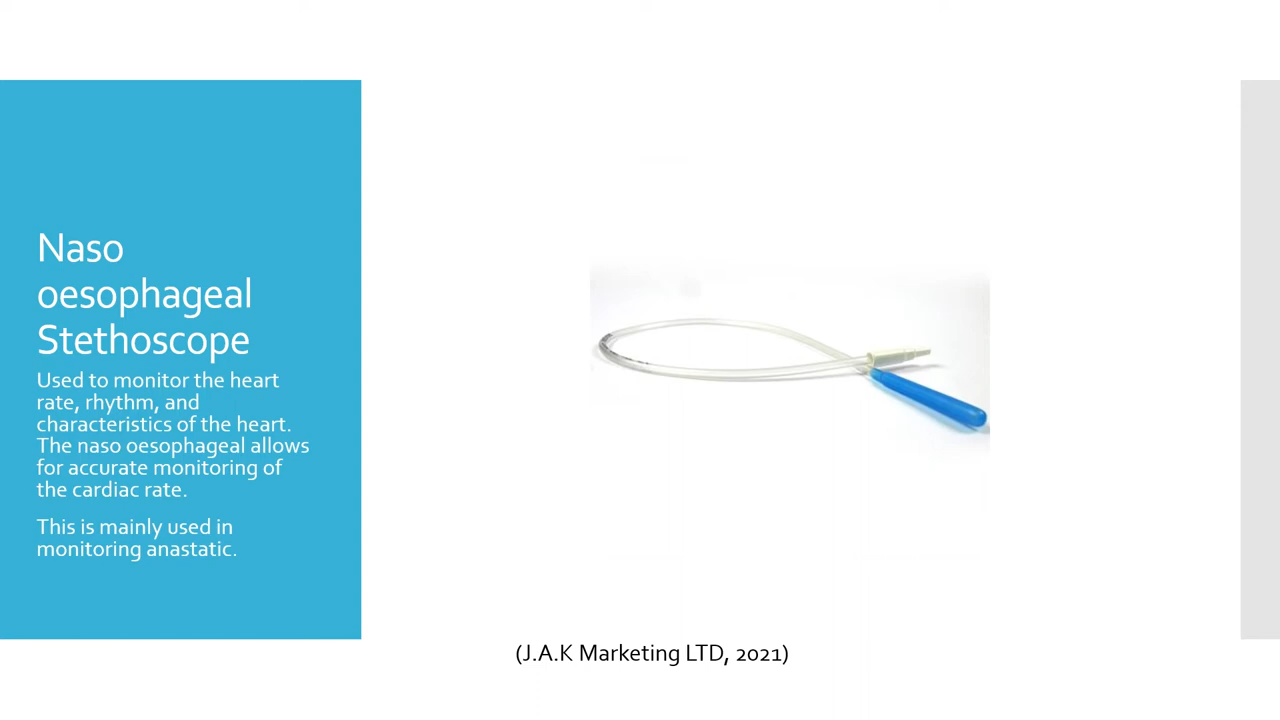 Naso
oesophageal
Stethoscope
Used to monitor the heart
rate, rhythm, and
characteristics of the heart.
The naso oesophageal allows
for accurate monitoring of
the cardiac rate.
This is mainly used in
monitoring anastatic.
(J.A.K Marketing LTD, 2021)